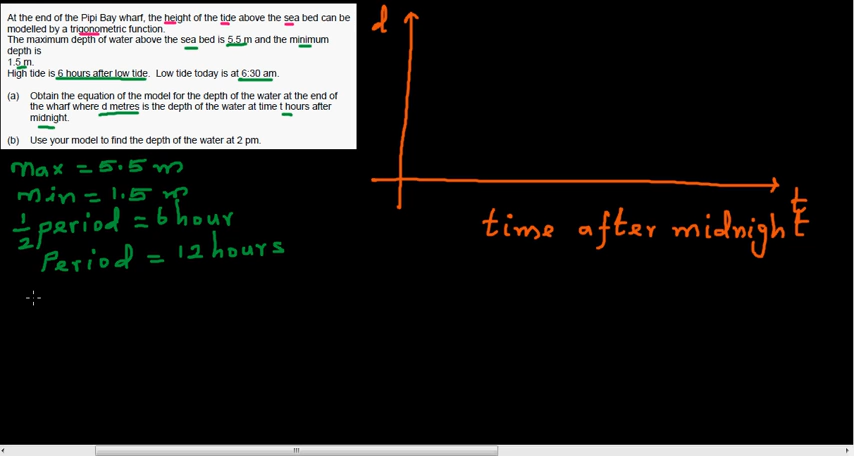 At the end of the Pipi Bay wharf, the height of the tide above the sea bed can be
modelled by a trigonometric function.
The maximum depth of water above the sea bed is 5.5 m and the minimum
depth is
1.5 m.
High tide is 6 hours after low tide. Low tide today is at 6:30 am.
(a) Obtain the equation of the model for the depth of the water at the end of
the wharf where d metres is the depth of the water at time t hours after
midnight.
(b) Use your model to find the depth of the water at 2 pm.
max = 5.5 m
min = 1.5 m
1/2 period = 6 hour
Period = 12 hours
d
t
time after midnight